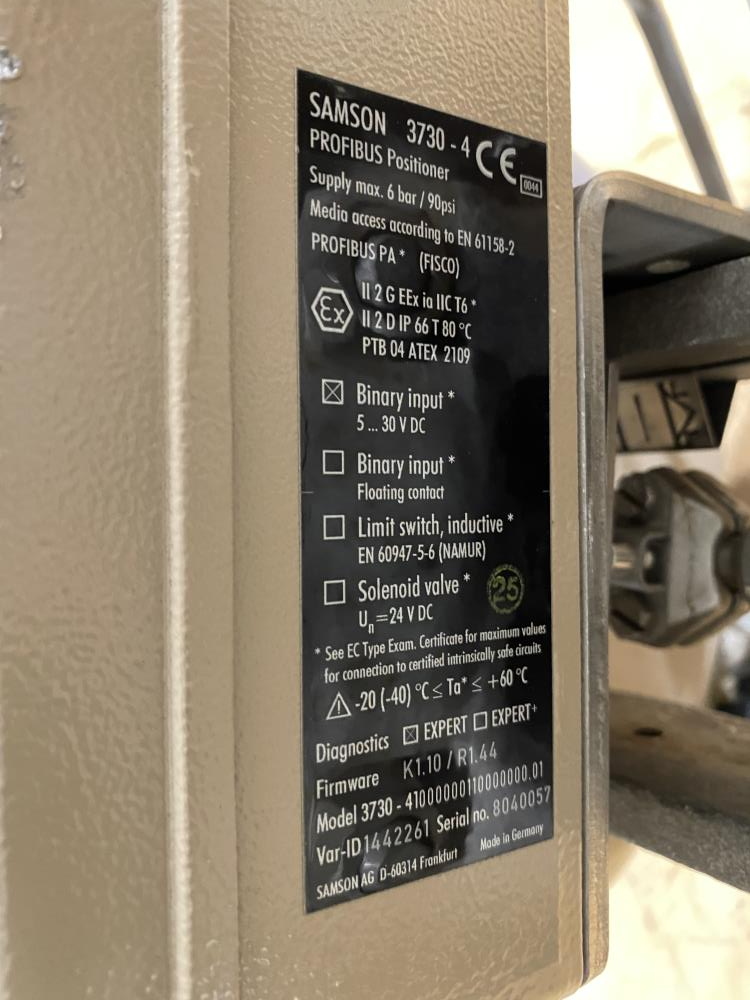 SAMSON 3730 - 4 CE
0044
PROFIBUS Positioner
Supply max. 6 bar / 90psi
Media access according to EN 61158-2
PROFIBUS PA * (FISCO)
Ex II 2 G EEx ia IIC T6 *
II 2 D IP 66 T 80 °C
PTB 04 ATEX 2109
☒ Binary input *
5 ... 30 V DC
☐ Binary input *
Floating contact
☐ Limit switch, inductive *
EN 60947-5-6 (NAMUR)
☐ Solenoid valve * 25
Un=24 V DC
* See EC Type Exam. Certificate for maximum values
for connection to certified intrinsically safe circuits
⚠ -20 (-40) °C ≤ Ta* ≤ +60 °C
Diagnostics ☒ EXPERT ☐ EXPERT+
Firmware K1.10 / R1.44
Model 3730 - 41000000110000000.01
Var-ID 1442261 Serial no. 8040057
SAMSON AG D-60314 Frankfurt Made in Germany